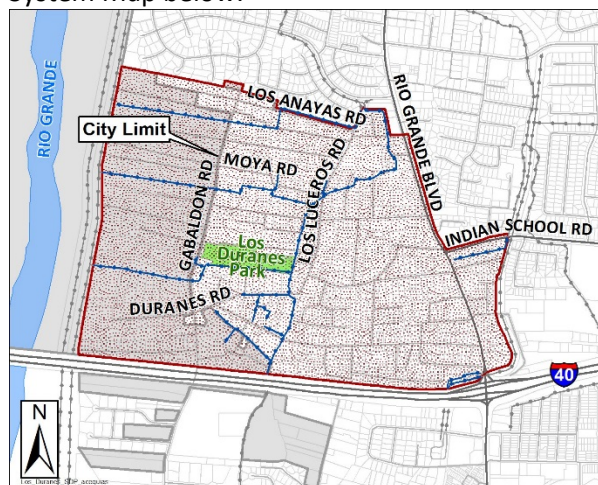 System map below:
RIO GRANDE
City Limit
LOS ANAYAS RD
RIO GRANDE BLVD
GABALDON RD
MOYA RD
LOS LUCEROS RD
INDIAN SCHOOL RD
Los
Duranes
Park
DURANES RD
40
N
Los_Duranes_SDP_acequias